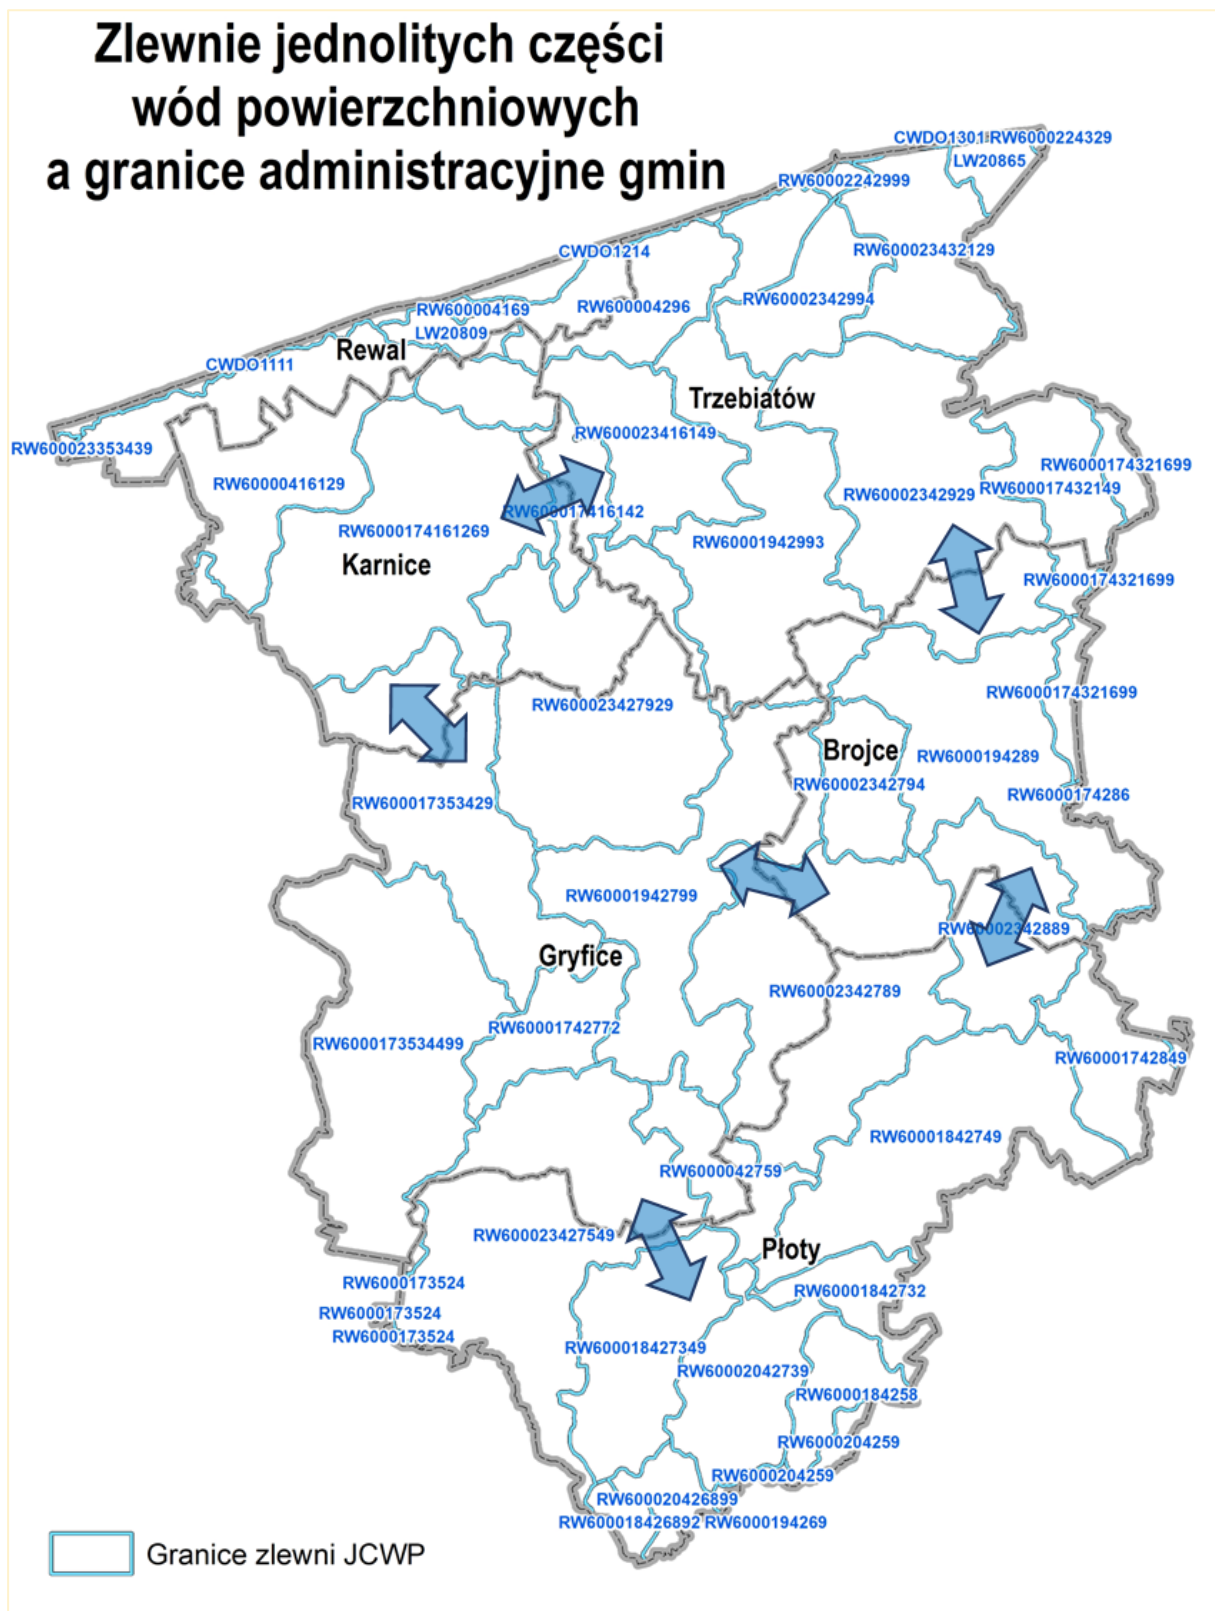 Zlewnie jednolitych części
wód powierzchniowych
a granice administracyjne gmin
CWDO1301 RW6000224329
LW20865
RW60002242999
CWDO1214
RW600023432129
RW60002342994
RW600004169
RW600004296
LW20809
Rewal
CWDO1111
Trzebiatów
RW600023416149
RW600023353439
RW6000174321699
RW60000416129
RW60002342929
RW600017432149
RW600017416142
RW6000174161269
RW60001942993
Karnice
RW6000174321699
RW6000174321699
RW600023427929
Brojce
RW6000194289
RW60002342794
RW6000174286
RW600017353429
RW60001942799
RW60002342889
Gryfice
RW60002342789
RW60001742772
RW6000173534499
RW60001742849
RW60001842749
RW6000042759
RW600023427549
Płoty
RW6000173524
RW60001842732
RW6000173524
RW6000173524
RW600018427349
RW60002042739
RW6000184258
RW6000204259
RW6000204259
RW600020426899
RW600018426892 RW6000194269
Granice zlewni JCWP